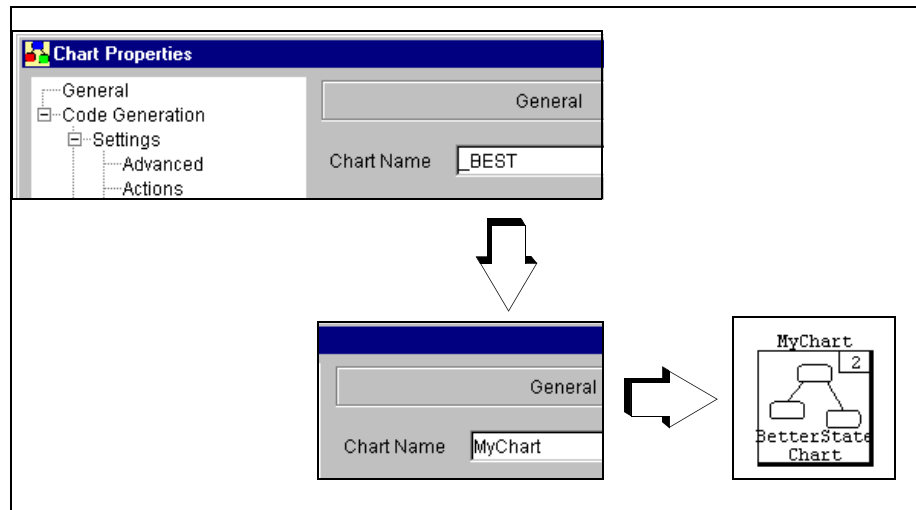 Chart Properties
General
Code Generation
Settings
Advanced
Actions
General
Chart Name _BEST
General
Chart Name MyChart
MyChart
2
BetterState
Chart